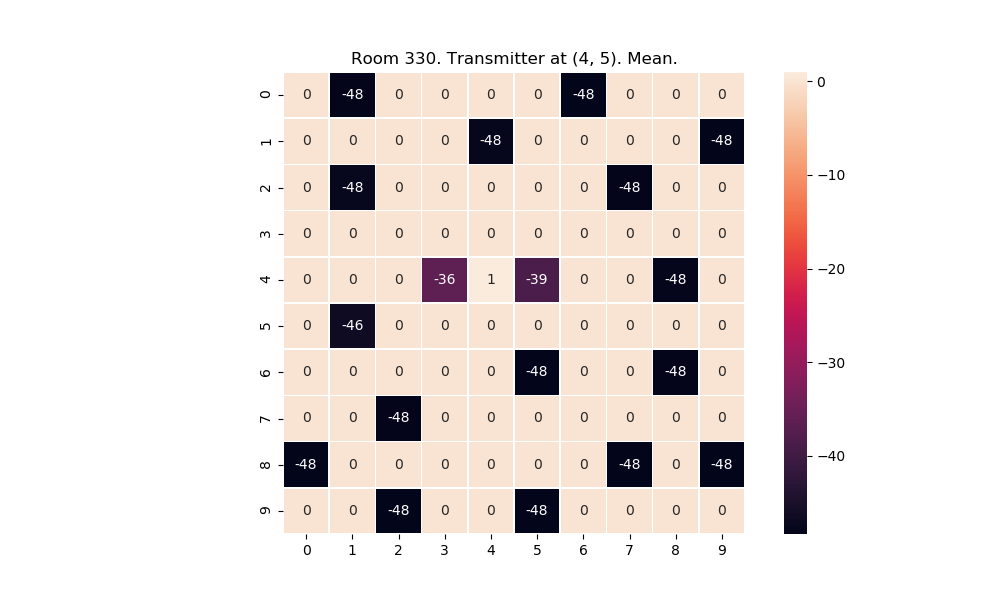 Room 330. Transmitter at (4, 5). Mean.
0 0 -48 0 0 0 0 -48 0 0 0 0
1 0 0 0 0 -48 0 0 0 0 -48
2 0 -48 0 0 0 0 0 -48 0 0 -10
3 0 0 0 0 0 0 0 0 0 0
4 0 0 0 -36 1 -39 0 0 -48 0 -20
5 0 -46 0 0 0 0 0 0 0 0
6 0 0 0 0 0 -48 0 0 -48 0 -30
7 0 0 -48 0 0 0 0 0 0 0
8 -48 0 0 0 0 0 0 -48 0 -48 -40
9 0 0 -48 0 0 -48 0 0 0 0
0 1 2 3 4 5 6 7 8 9